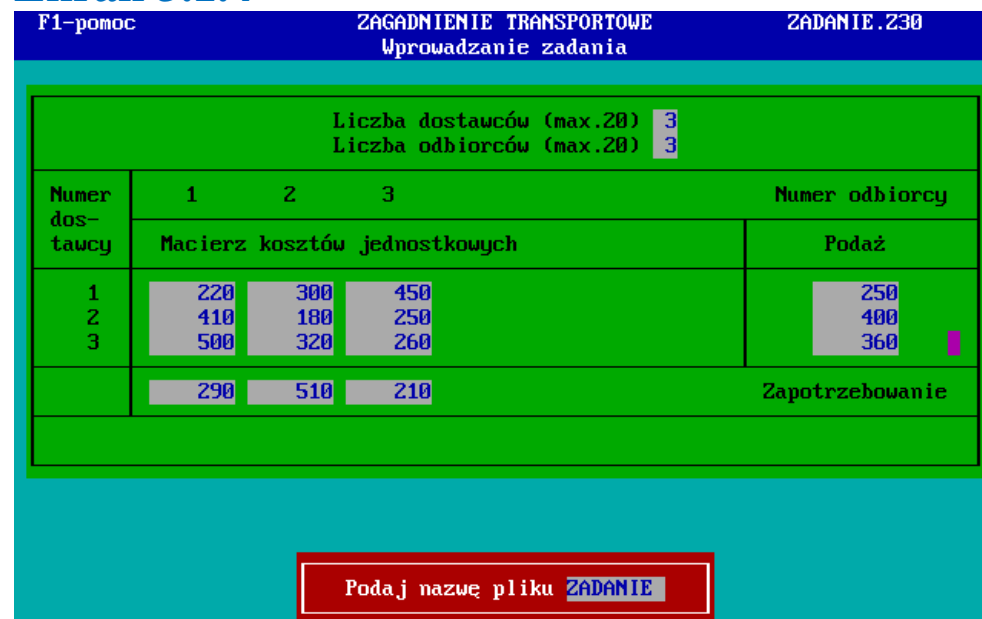 F1-pomoc ZAGADNIENIE TRANSPORTOWE ZADANIE.Z30
Wprowadzanie zadania
Liczba dostawców (max.20) 3
Liczba odbiorców (max.20) 3
Numer dos- tawcy 1 2 3 Numer odbiorcy
Macierz kosztów jednostkowych Podaż
1 220 300 450 250
2 410 180 250 400
3 500 320 260 360
290 510 210 Zapotrzebowanie
Podaj nazwę pliku ZADANIE